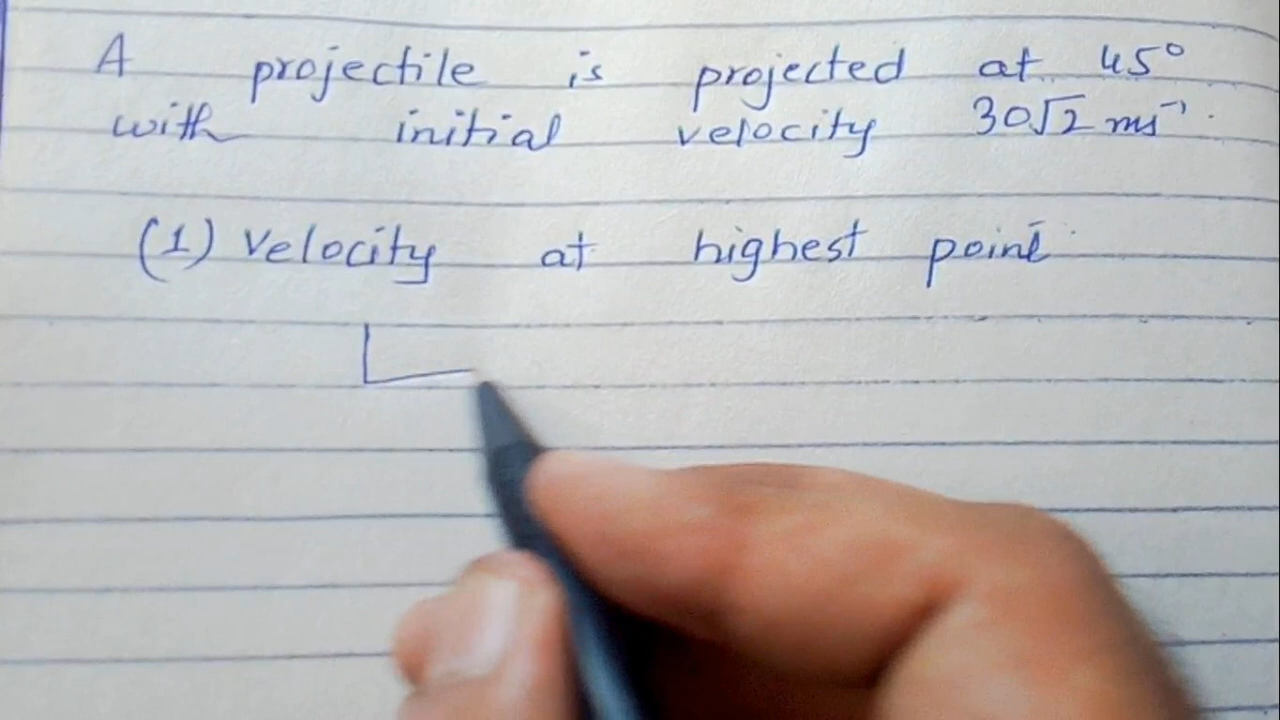 A projectile is projected at 45°
with initial velocity 30√2 ms⁻¹.
(1) Velocity at highest point